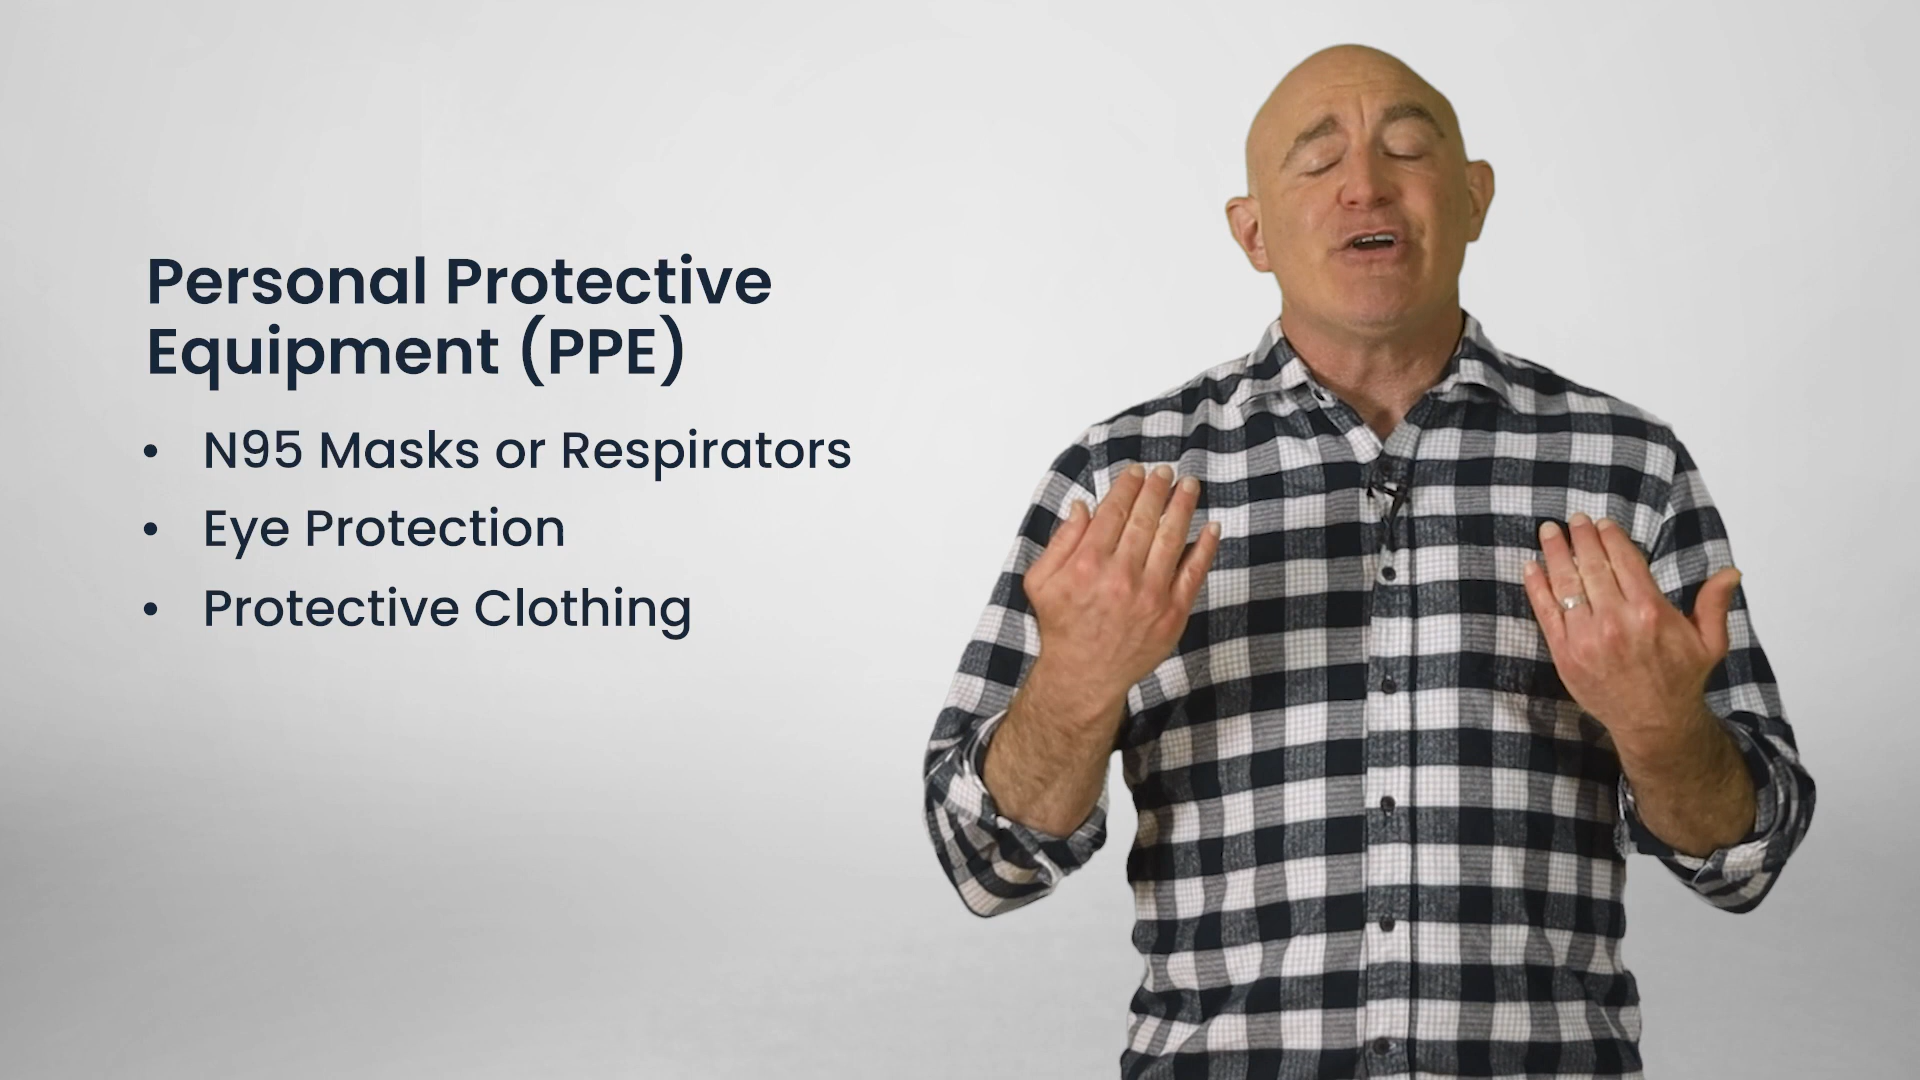 Personal Protective
Equipment (PPE)
• N95 Masks or Respirators
• Eye Protection
• Protective Clothing